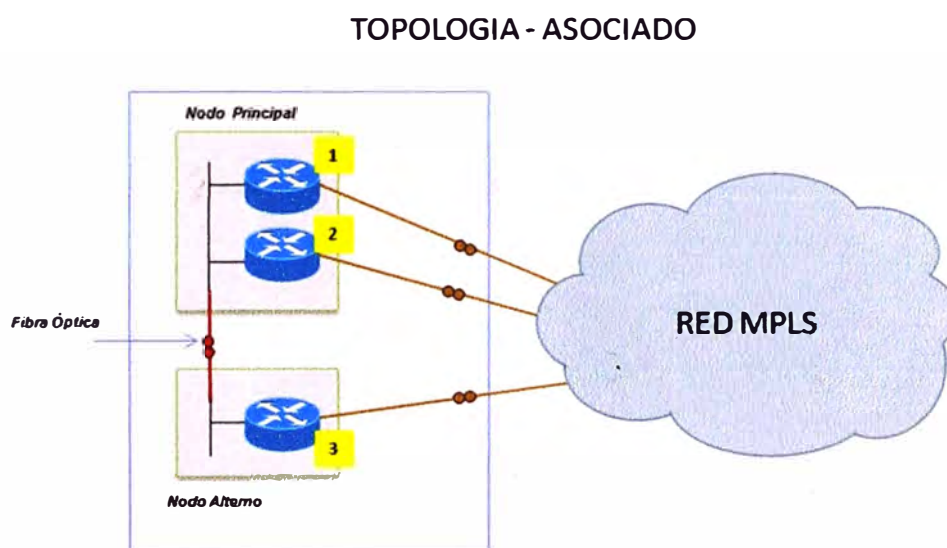 TOPOLOGIA - ASOCIADO
Nodo Principal
1
2
Fibra Óptica
RED MPLS
3
Nodo Alterno